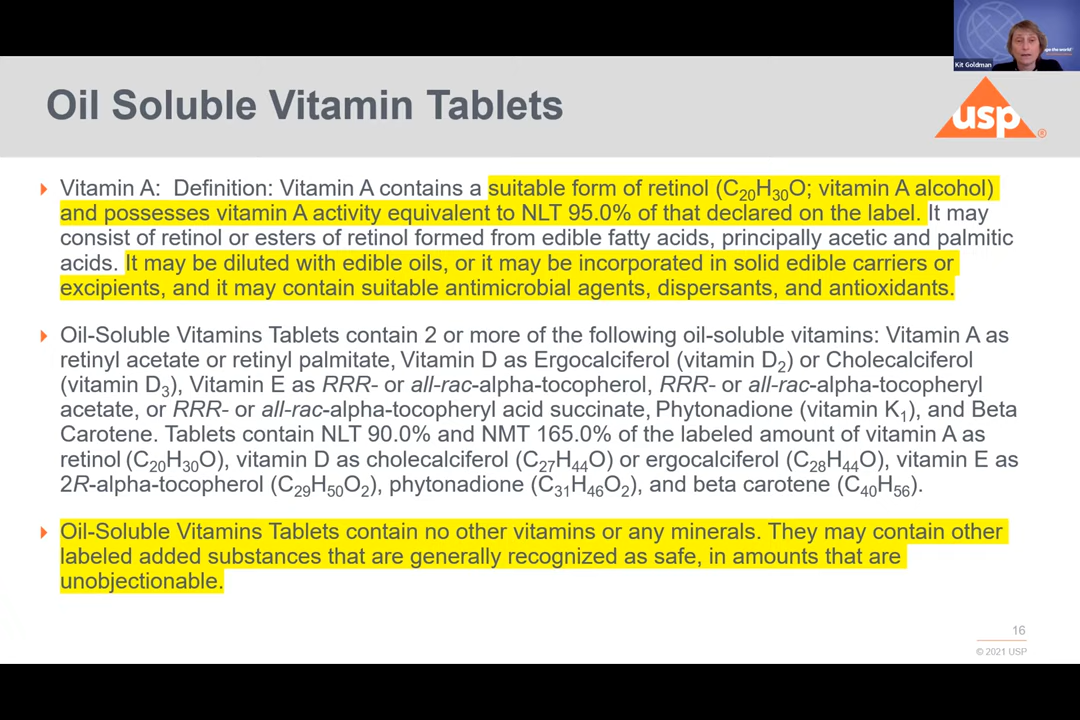 Kit Goldman
Oil Soluble Vitamin Tablets
usp®
Vitamin A: Definition: Vitamin A contains a suitable form of retinol (C₂₀H₃₀O; vitamin A alcohol)
and possesses vitamin A activity equivalent to NLT 95.0% of that declared on the label. It may
consist of retinol or esters of retinol formed from edible fatty acids, principally acetic and palmitic
acids. It may be diluted with edible oils, or it may be incorporated in solid edible carriers or
excipients, and it may contain suitable antimicrobial agents, dispersants, and antioxidants.
Oil-Soluble Vitamins Tablets contain 2 or more of the following oil-soluble vitamins: Vitamin A as
retinyl acetate or retinyl palmitate, Vitamin D as Ergocalciferol (vitamin D₂) or Cholecalciferol
(vitamin D₃), Vitamin E as RRR- or all-rac-alpha-tocopherol, RRR- or all-rac-alpha-tocopheryl
acetate, or RRR- or all-rac-alpha-tocopheryl acid succinate, Phytonadione (vitamin K₁), and Beta
Carotene. Tablets contain NLT 90.0% and NMT 165.0% of the labeled amount of vitamin A as
retinol (C₂₀H₃₀O), vitamin D as cholecalciferol (C₂₇H₄₄O) or ergocalciferol (C₂₈H₄₄O), vitamin E as
2R-alpha-tocopherol (C₂₉H₅₀O₂), phytonadione (C₃₁H₄₆O₂), and beta carotene (C₄₀H₅₆).
Oil-Soluble Vitamins Tablets contain no other vitamins or any minerals. They may contain other
labeled added substances that are generally recognized as safe, in amounts that are
unobjectionable.
16
© 2021 USP